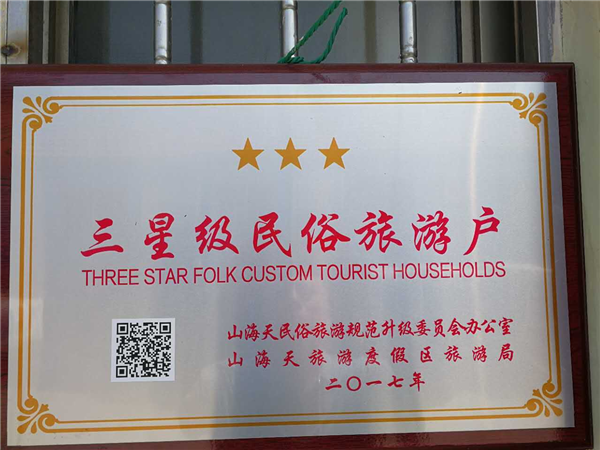 三星级民俗旅游户
THREE STAR FOLK CUSTOM TOURIST HOUSEHOLDS
山海天民俗旅游规范升级委员会办公室
山海天旅游度假区旅游局
二〇一七年